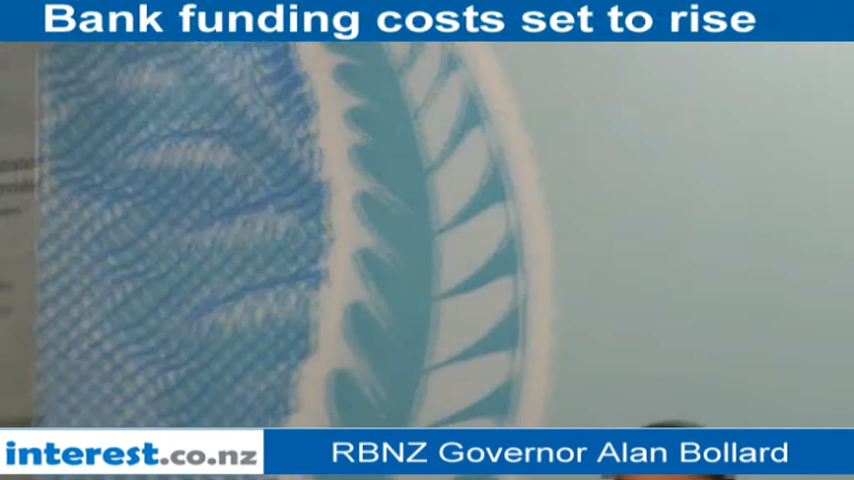 Bank funding costs set to rise
interest.co.nz
RBNZ Governor Alan Bollard